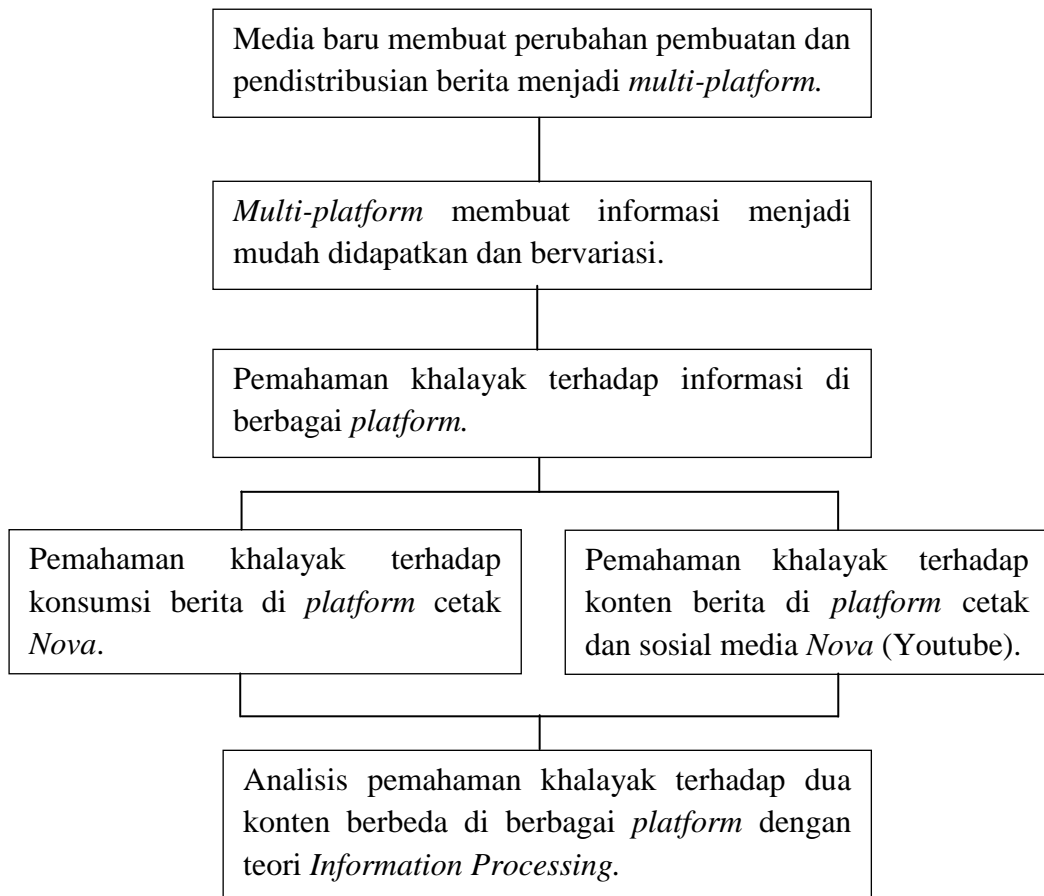 Media baru membuat perubahan pembuatan dan
pendistribusian berita menjadi multi-platform.
Multi-platform membuat informasi menjadi
mudah didapatkan dan bervariasi.
Pemahaman khalayak terhadap informasi di
berbagai platform.
Pemahaman khalayak terhadap
konsumsi berita di platform cetak
Nova.
Pemahaman khalayak terhadap
konten berita di platform cetak
dan sosial media Nova (Youtube).
Analisis pemahaman khalayak terhadap dua
konten berbeda di berbagai platform dengan
teori Information Processing.